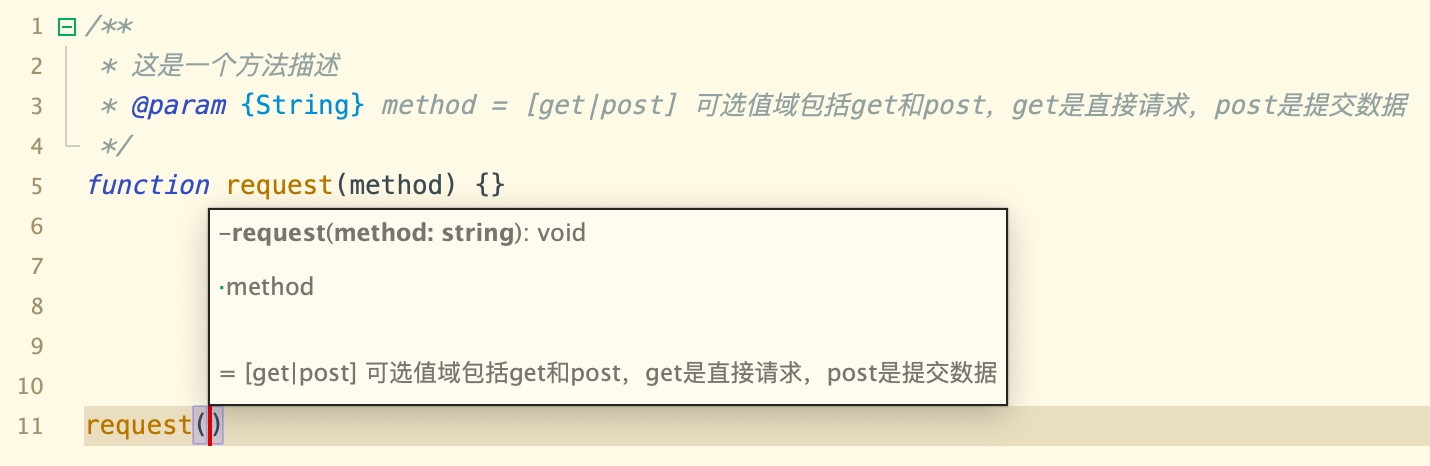 1 /**
2 * 这是一个方法描述
3 * @param {String} method = [get|post] 可选值域包括get和post，get是直接请求，post是提交数据
4 */
5 function request(method) {}
6
–request(method: string): void
7
·method
8
9
= [get|post] 可选值域包括get和post，get是直接请求，post是提交数据
10
11 request()